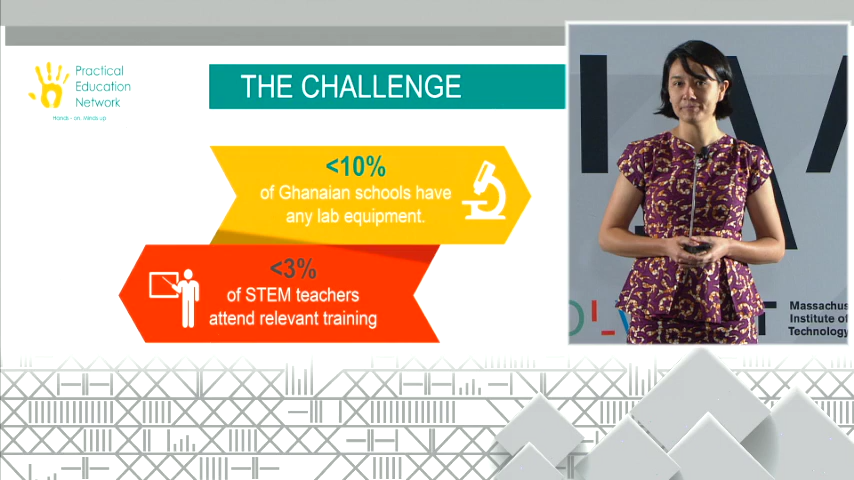 Practical
Education
Network
Hands - on. Minds up
THE CHALLENGE
<10%
of Ghanaian schools have
any lab equipment.
<3%
of STEM teachers
attend relevant training
Massachus
Institute of
Technology